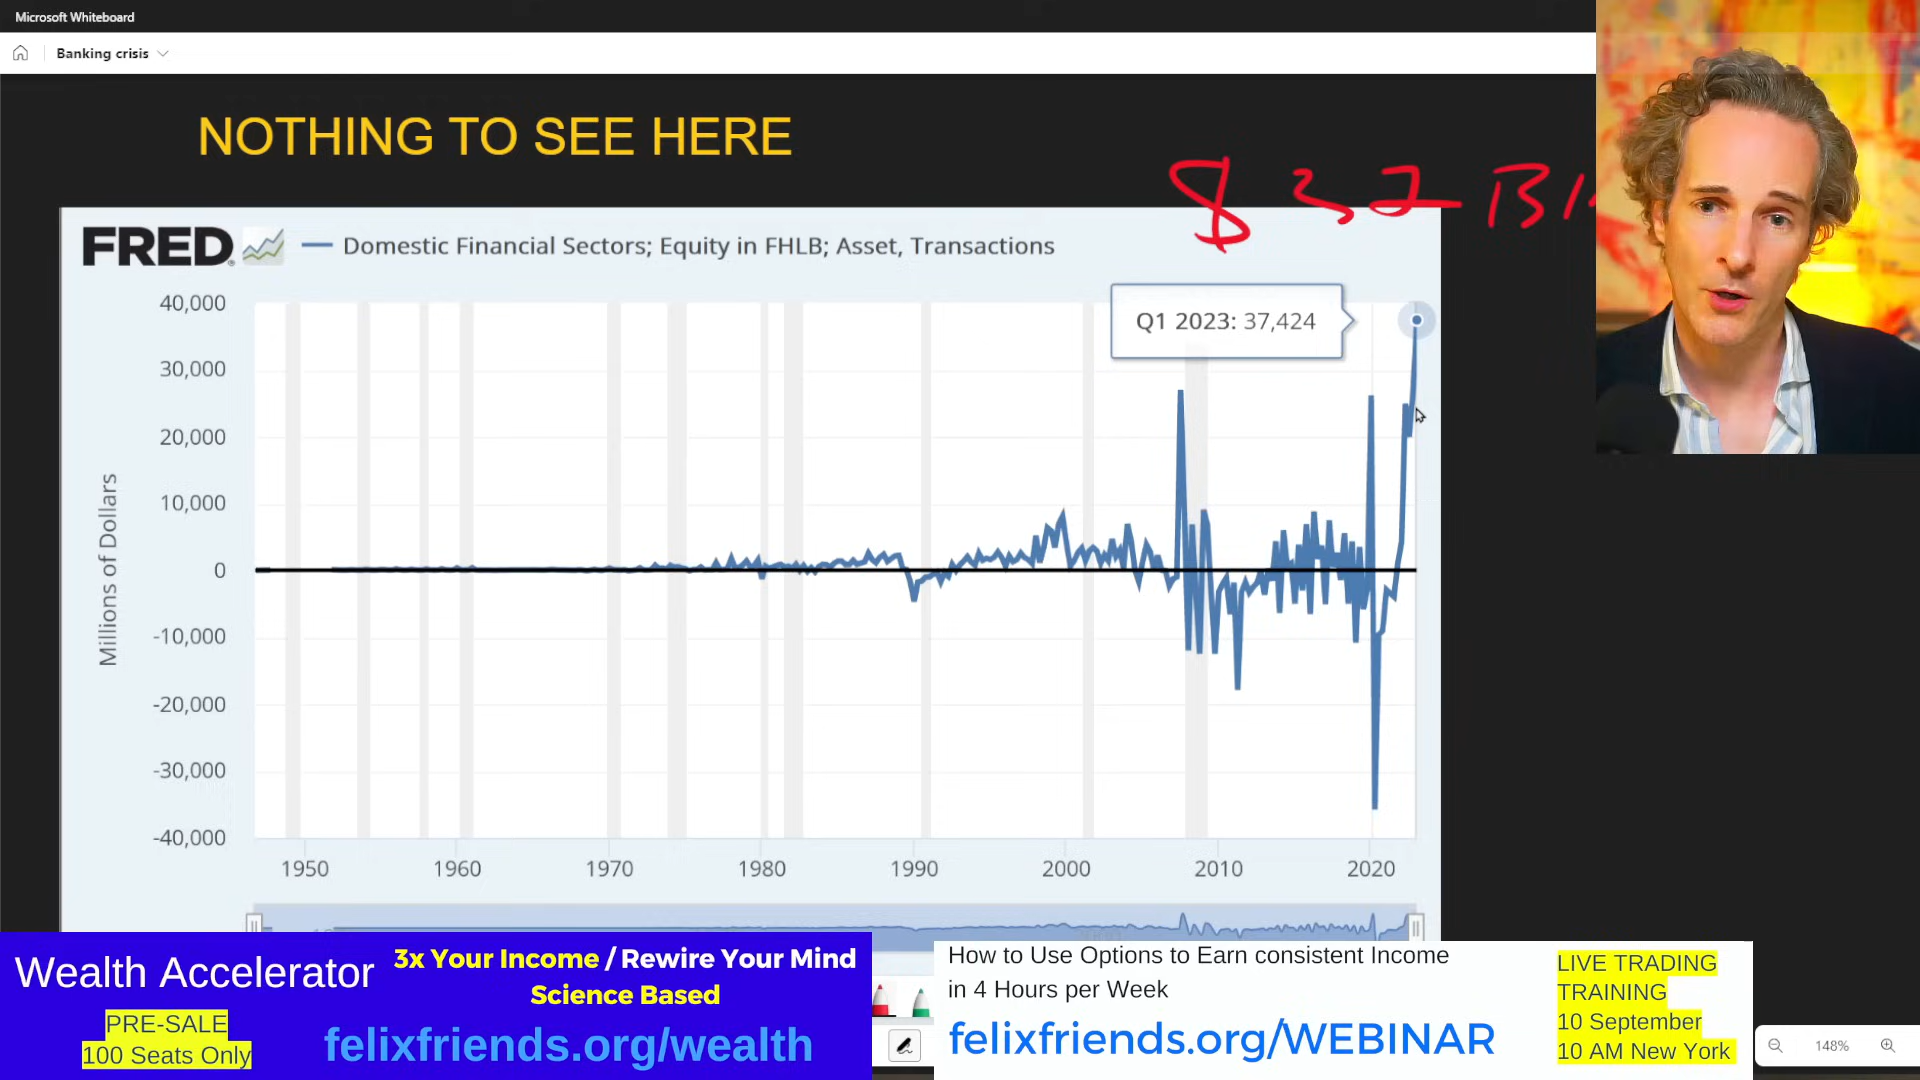 Microsoft Whiteboard
Banking crisis
NOTHING TO SEE HERE
832 B
FRED
Domestic Financial Sectors; Equity in FHLB; Asset, Transactions
Q1 2023: 37,424
Millions of Dollars
40,000
30,000
20,000
10,000
0
-10,000
-20,000
-30,000
-40,000
1950 1960 1970 1980 1990 2000 2010 2020
Wealth Accelerator
PRE-SALE
100 Seats Only
3x Your Income / Rewire Your Mind
Science Based
felixfriends.org/wealth
How to Use Options to Earn consistent Income
in 4 Hours per Week
felixfriends.org/WEBINAR
LIVE TRADING
TRAINING
10 September
10 AM New York
148%